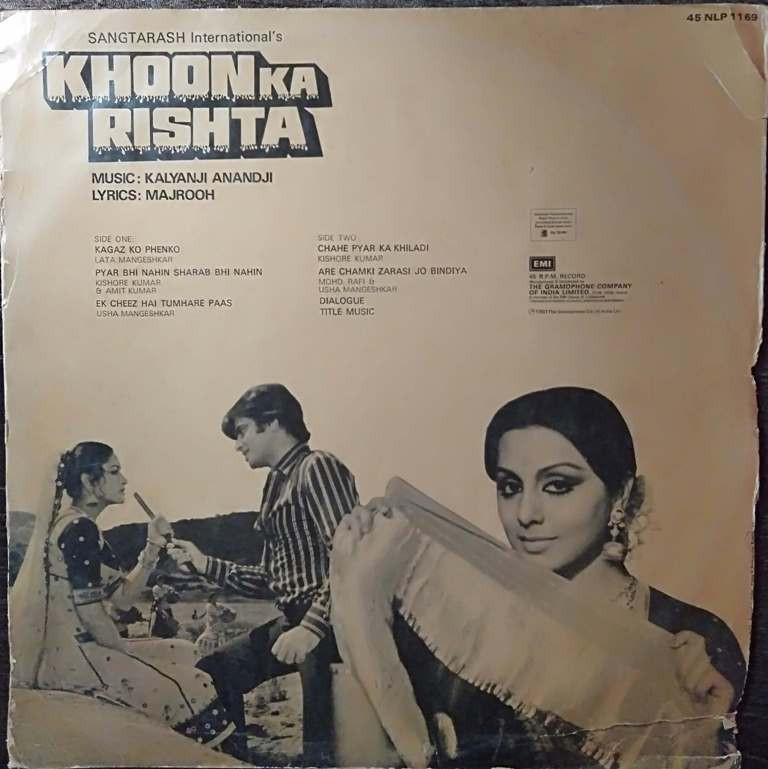 45 NLP 1169
SANGTARASH International's
KHOON KA
RISHTA
MUSIC: KALYANJI ANANDJI
LYRICS: MAJROOH
SIDE ONE:
KAGAZ KO PHENKO
LATA MANGESHKAR
PYAR BHI NAHIN SHARAB BHI NAHIN
KISHORE KUMAR
& AMIT KUMAR
EK CHEEZ HAI TUMHARE PAAS
USHA MANGESHKAR
SIDE TWO
CHAHE PYAR KA KHILADI
KISHORE KUMAR
ARE CHAMKI ZARASI JO BINDIYA
MOHD. RAFI &
USHA MANGESHKAR
DIALOGUE
TITLE MUSIC
EMI
45 R.P.M. RECORD
THE GRAMOPHONE COMPANY
OF INDIA LIMITED